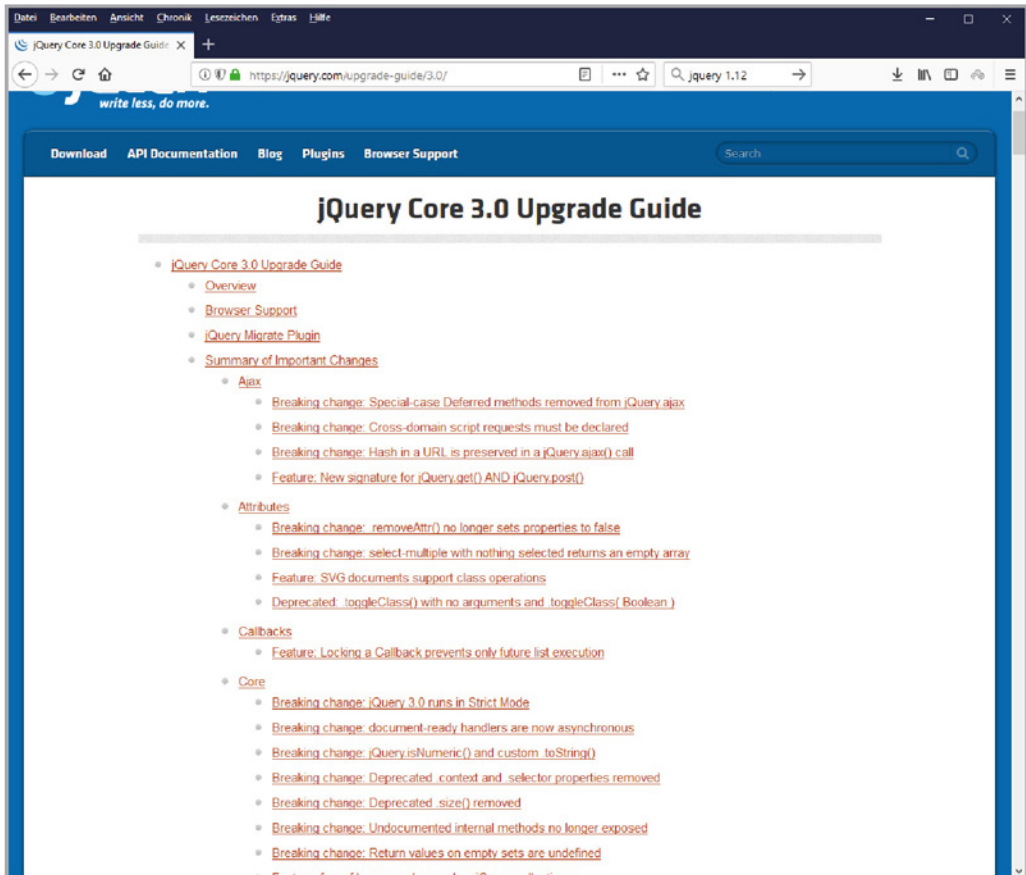 Datei Bearbeiten Ansicht Chronik Lesezeichen Extras Hilfe
jQuery Core 3.0 Upgrade Guide
https://jquery.com/upgrade-guide/3.0/
jquery 1.12
write less, do more.
Download API Documentation Blog Plugins Browser Support
Search
jQuery Core 3.0 Upgrade Guide
jQuery Core 3.0 Upgrade Guide
Overview
Browser Support
jQuery Migrate Plugin
Summary of Important Changes
Ajax
Breaking change: Special-case Deferred methods removed from jQuery.ajax
Breaking change: Cross-domain script requests must be declared
Breaking change: Hash in a URL is preserved in a jQuery.ajax() call
Feature: New signature for jQuery.get() AND jQuery.post()
Attributes
Breaking change: .removeAttr() no longer sets properties to false
Breaking change: select-multiple with nothing selected returns an empty array
Feature: SVG documents support class operations
Deprecated: .toggleClass() with no arguments and .toggleClass( Boolean )
Callbacks
Feature: Locking a Callback prevents only future list execution
Core
Breaking change: jQuery 3.0 runs in Strict Mode
Breaking change: document-ready handlers are now asynchronous
Breaking change: jQuery.isNumeric() and custom .toString()
Breaking change: Deprecated .context and .selector properties removed
Breaking change: Deprecated .size() removed
Breaking change: Undocumented internal methods no longer exposed
Breaking change: Return values on empty sets are undefined